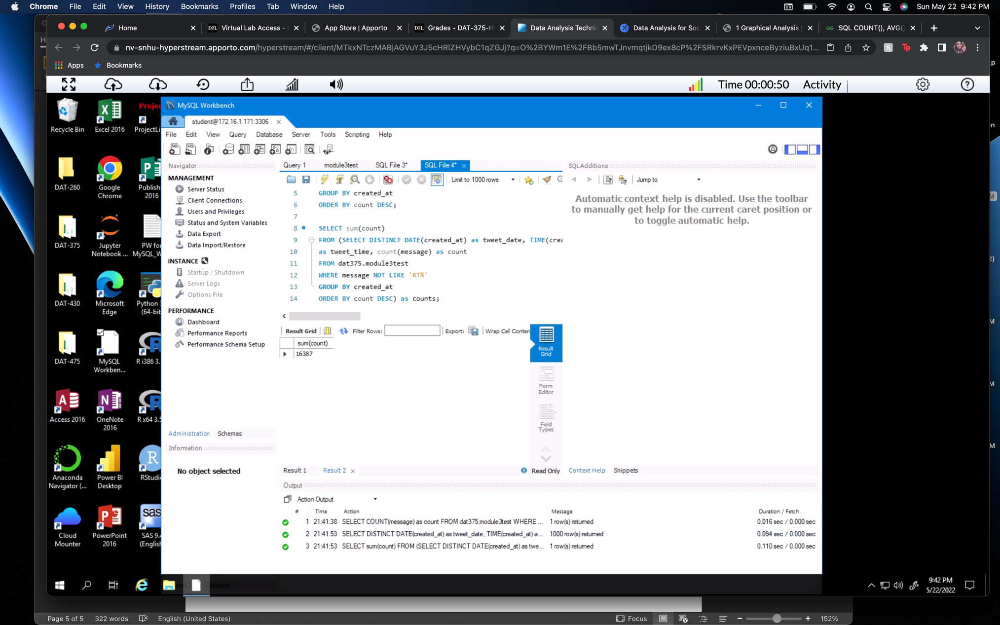 Chrome File Edit View History Bookmarks Profiles Tab Window Help Sun May 22 9:42 PM
Home D2L Virtual Lab Access - App Store | Apporto D2L Grades - DAT-375-H Data Analysis Techni Data Analysis for Soc 1 Graphical Analysis | SQL COUNT(), AVG()
nv-snhu-hyperstream.apporto.com/hyperstream/#/client/
Apps Bookmarks
Time 00:00:50 Activity
MySQL Workbench
student@172.16.1.171:3306
File Edit View Query Database Server Tools Scripting Help
Navigator
Query 1 module3test SQL File 3* SQL File 4*
SQLAdditions
Limit to 1000 rows
Jump to
MANAGEMENT
Server Status
Client Connections
Users and Privileges
Status and System Variables
Data Export
Data Import/Restore
INSTANCE
Startup / Shutdown
Server Logs
Options File
PERFORMANCE
Dashboard
Performance Reports
Performance Schema Setup
Administration Schemas
Information
No object selected
5 GROUP BY created_at
6 ORDER BY count DESC;
7
8 SELECT sum(count)
9 FROM (SELECT DISTINCT DATE(created_at) as tweet_date, TIME(crea
10 as tweet_time, count(message) as count
11 FROM dat375.module3test
12 WHERE message NOT LIKE 'RT%'
13 GROUP BY created_at
14 ORDER BY count DESC) as counts;
Automatic context help is disabled. Use the toolbar
to manually get help for the current caret position or
to toggle automatic help.
Result Grid Filter Rows: Export: Wrap Cell Conten
sum(count)
16387
Result
Grid
Form
Editor
Field
Types
Result 1 Result 2 Read Only Context Help Snippets
Output
Action Output
# Time Action Message Duration / Fetch
1 21:41:38 SELECT COUNT(message) as count FROM dat375.module3test WHERE ... 1 row(s) returned 0.016 sec / 0.000 sec
2 21:41:53 SELECT DISTINCT DATE(created_at) as tweet_date, TIME(created_at) a... 1000 row(s) returned 0.094 sec / 0.000 sec
3 21:41:53 SELECT sum(count) FROM (SELECT DISTINCT DATE(created_at) as twe... 1 row(s) returned 0.110 sec / 0.000 sec
Recycle Bin Excel 2016 ProjectLi
DAT-260 Google Chrome Publish 2016
DAT-375 Jupyter Notebook ... PW for MySQL_W
DAT-430 Microsoft Edge Python 3 (64-bit
DAT-475 MySQL Workben... R i386 3.
Access 2016 OneNote 2016 R x64 3.5
Anaconda Navigator (... Power BI Desktop RStudi
Cloud Mounter PowerPoint 2016 SAS 9.4 (English
9:42 PM
5/22/2022
Page 5 of 5 322 words English (United States) Focus 152%